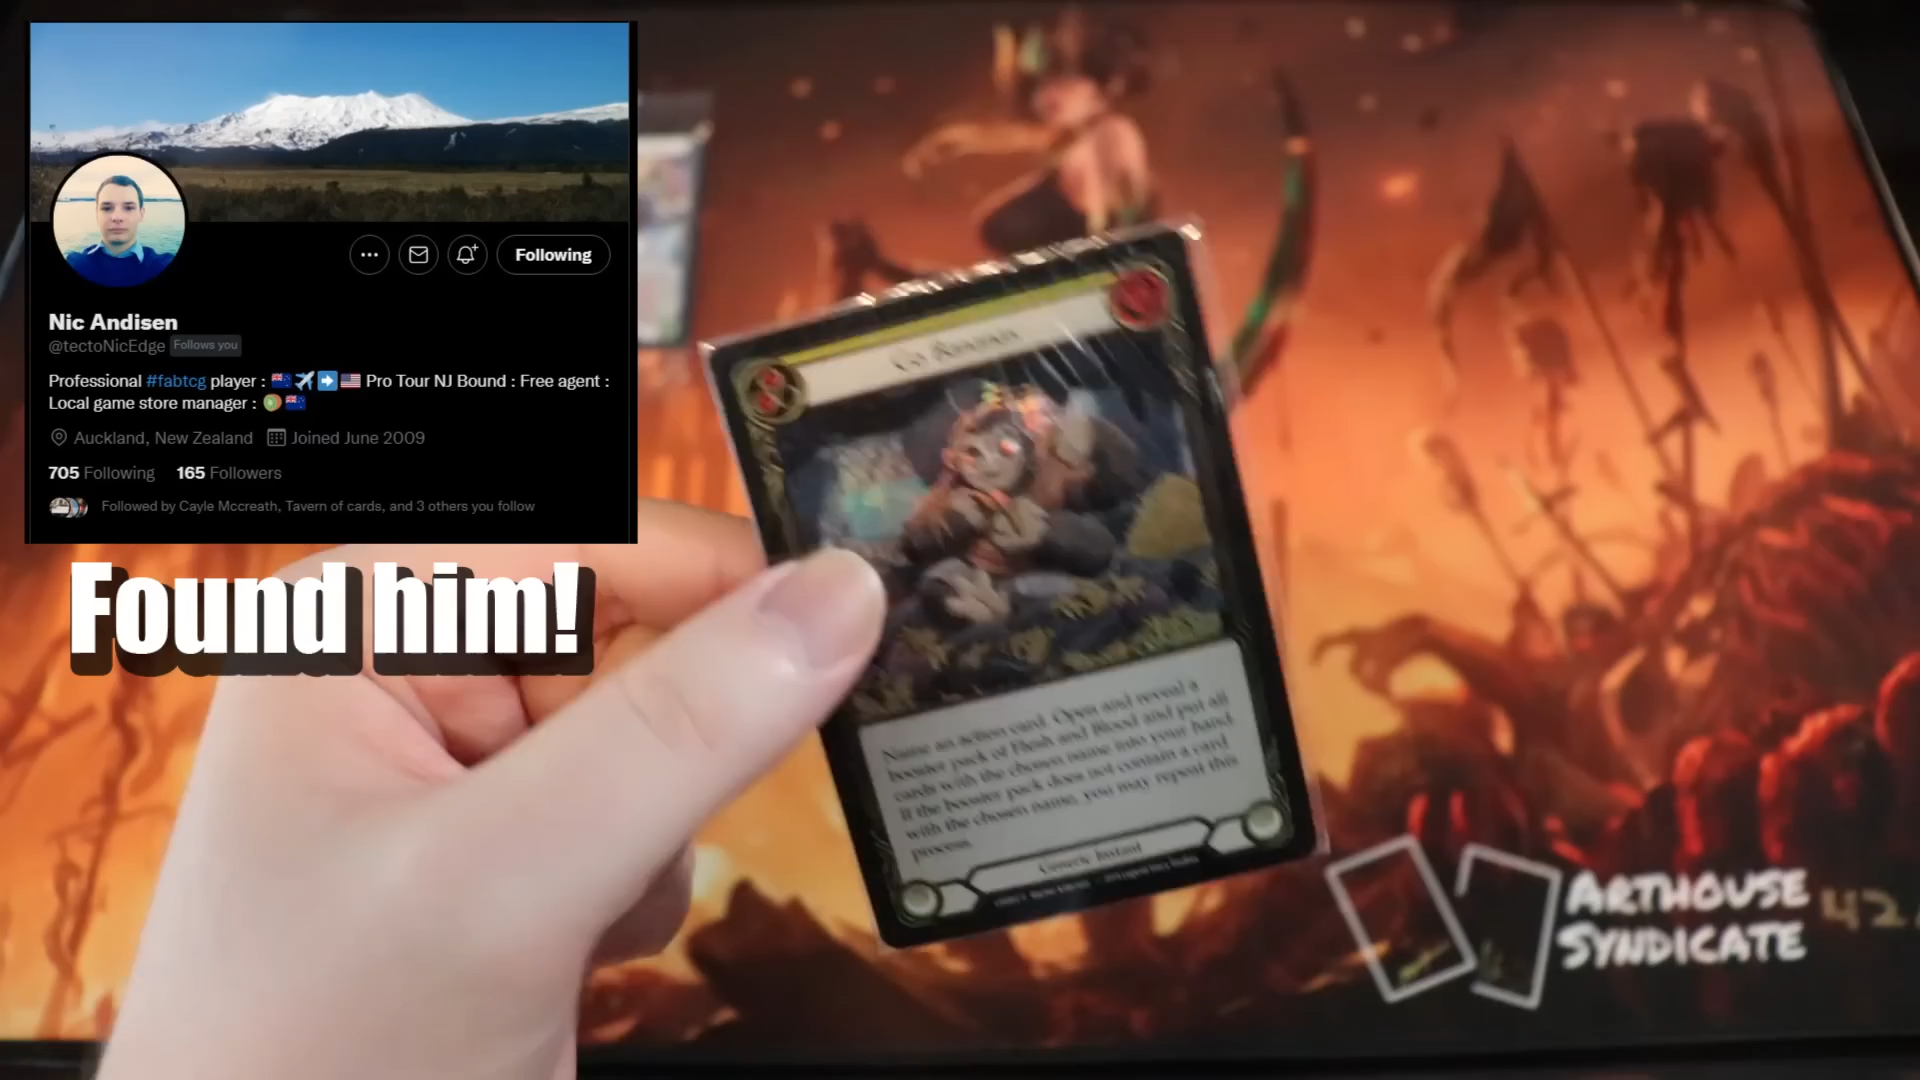 Following
Nic Andisen
@tectoNicEdge Follows you
Professional #fabtcg player : 🇳🇿✈️➡️🇺🇸 Pro Tour NJ Bound : Free agent :
Local game store manager : 🥝🇳🇿
Auckland, New Zealand Joined June 2009
705 Following 165 Followers
Followed by Cayle Mccreath, Tavern of cards, and 3 others you follow
Found him!
Name an action card. Open and reveal a
booster pack of Flesh and Blood and put all
cards with the chosen name into your hand.
If the booster pack does not contain a card
with the chosen name, you may repeat this
process.
Generic Instant
ARTHOUSE
SYNDICATE
42